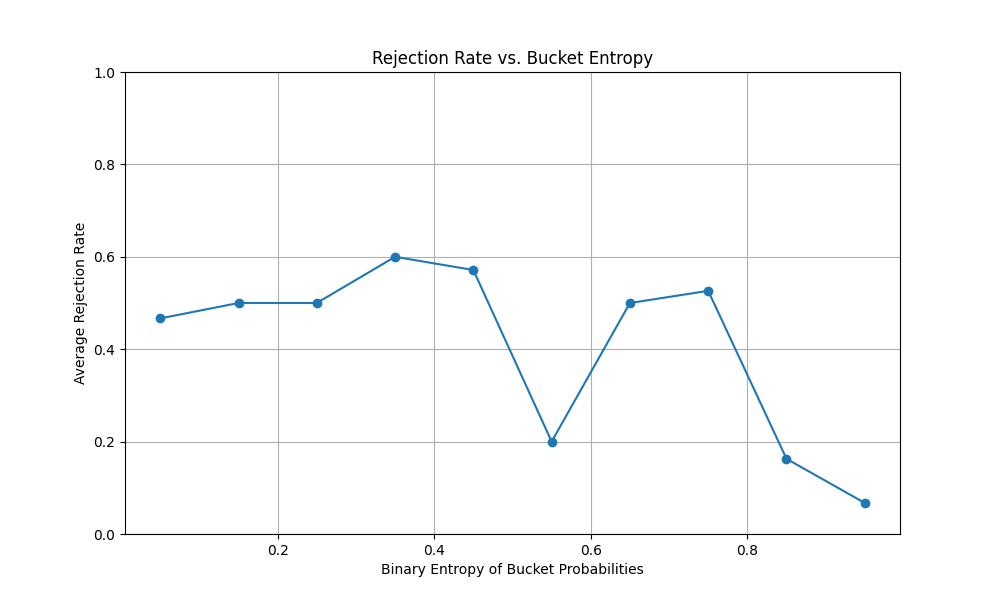 Rejection Rate vs. Bucket Entropy
1.0
0.8
0.6
0.4
0.2
0.0
Average Rejection Rate
0.2 0.4 0.6 0.8
Binary Entropy of Bucket Probabilities